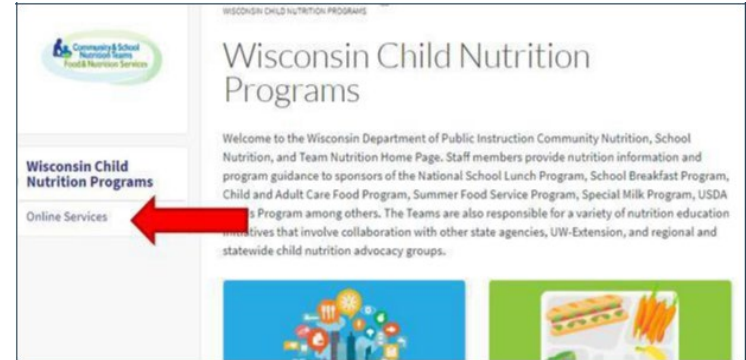 WISCONSIN CHILD NUTRITION PROGRAMS
Community & School
Nutrition Teams
Food & Nutrition Services
Wisconsin Child Nutrition
Programs
Welcome to the Wisconsin Department of Public Instruction Community Nutrition, School
Nutrition, and Team Nutrition Home Page. Staff members provide nutrition information and
program guidance to sponsors of the National School Lunch Program, School Breakfast Program,
Child and Adult Care Food Program, Summer Food Service Program, Special Milk Program, USDA
s Program among others. The Teams are also responsible for a variety of nutrition education
tives that involve collaboration with other state agencies, UW-Extension, and regional and
statewide child nutrition advocacy groups.
Wisconsin Child
Nutrition Programs
Online Services